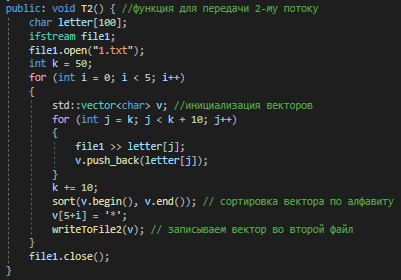 public: void T2() { //функция для передачи 2-му потоку
char letter[100];
ifstream file1;
file1.open("1.txt");
int k = 50;
for (int i = 0; i < 5; i++)
{
std::vector<char> v; //инициализация векторов
for (int j = k; j < k + 10; j++)
{
file1 >> letter[j];
v.push_back(letter[j]);
}
k += 10;
sort(v.begin(), v.end()); // сортировка вектора по алфавиту
v[5+i] = '*';
writeToFile2(v); // записываем вектор во второй файл
}
file1.close();
}